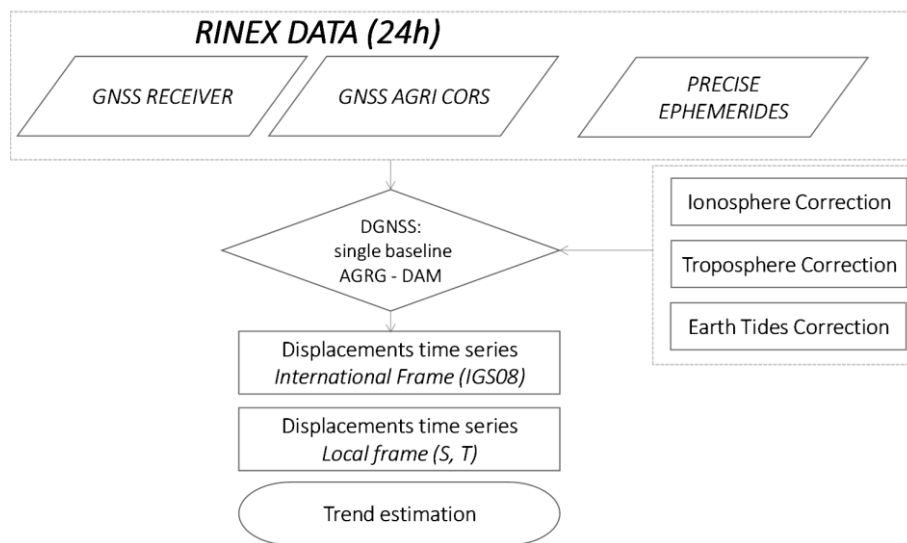 RINEX DATA (24h)
GNSS RECEIVER
GNSS AGRI CORS
PRECISE
EPHEMERIDES
DGNSS:
single baseline
AGRG - DAM
Ionosphere Correction
Troposphere Correction
Earth Tides Correction
Displacements time series
International Frame (IGS08)
Displacements time series
Local frame (S, T)
Trend estimation